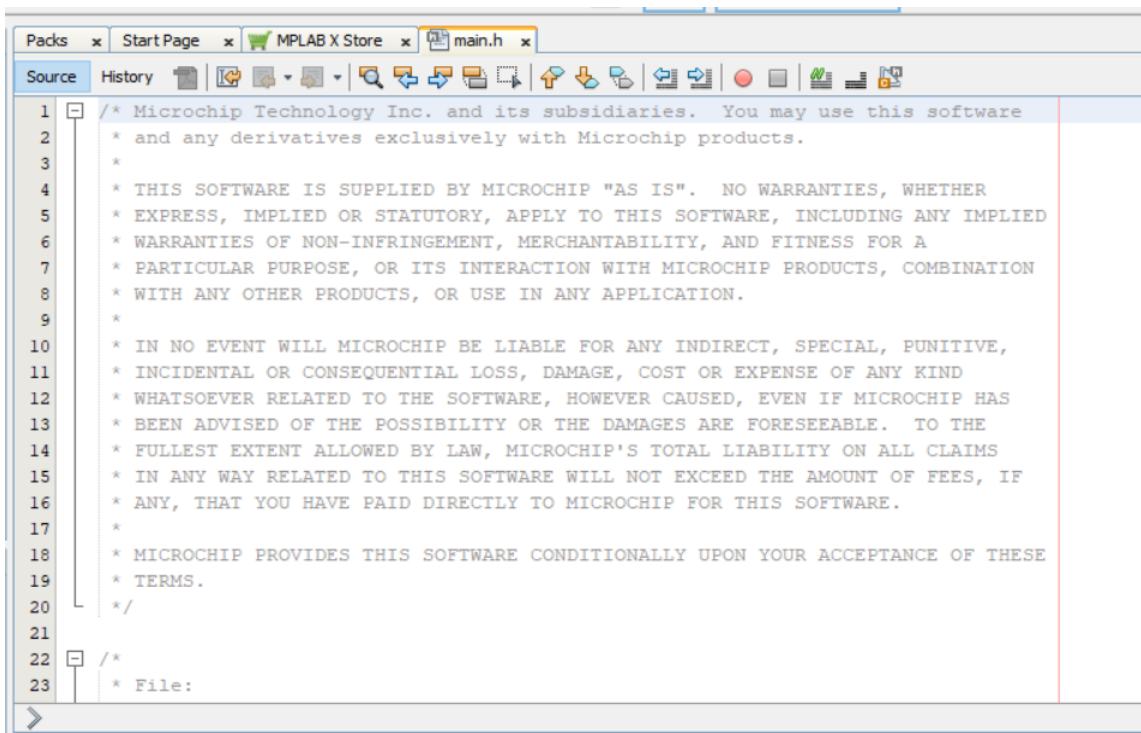 Packs x Start Page x MPLAB X Store x main.h x
Source History
1 /* Microchip Technology Inc. and its subsidiaries.  You may use this software
2 * and any derivatives exclusively with Microchip products.
3 *
4 * THIS SOFTWARE IS SUPPLIED BY MICROCHIP "AS IS".  NO WARRANTIES, WHETHER
5 * EXPRESS, IMPLIED OR STATUTORY, APPLY TO THIS SOFTWARE, INCLUDING ANY IMPLIED
6 * WARRANTIES OF NON-INFRINGEMENT, MERCHANTABILITY, AND FITNESS FOR A
7 * PARTICULAR PURPOSE, OR ITS INTERACTION WITH MICROCHIP PRODUCTS, COMBINATION
8 * WITH ANY OTHER PRODUCTS, OR USE IN ANY APPLICATION.
9 *
10 * IN NO EVENT WILL MICROCHIP BE LIABLE FOR ANY INDIRECT, SPECIAL, PUNITIVE,
11 * INCIDENTAL OR CONSEQUENTIAL LOSS, DAMAGE, COST OR EXPENSE OF ANY KIND
12 * WHATSOEVER RELATED TO THE SOFTWARE, HOWEVER CAUSED, EVEN IF MICROCHIP HAS
13 * BEEN ADVISED OF THE POSSIBILITY OR THE DAMAGES ARE FORESEEABLE.  TO THE
14 * FULLEST EXTENT ALLOWED BY LAW, MICROCHIP'S TOTAL LIABILITY ON ALL CLAIMS
15 * IN ANY WAY RELATED TO THIS SOFTWARE WILL NOT EXCEED THE AMOUNT OF FEES, IF
16 * ANY, THAT YOU HAVE PAID DIRECTLY TO MICROCHIP FOR THIS SOFTWARE.
17 *
18 * MICROCHIP PROVIDES THIS SOFTWARE CONDITIONALLY UPON YOUR ACCEPTANCE OF THESE
19 * TERMS.
20 */
21
22 /*
23 * File: